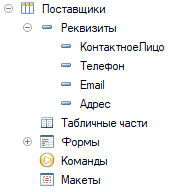 Поставщики
Реквизиты
КонтактноеЛицо
Телефон
Email
Адрес
Табличные части
Формы
Команды
Макеты